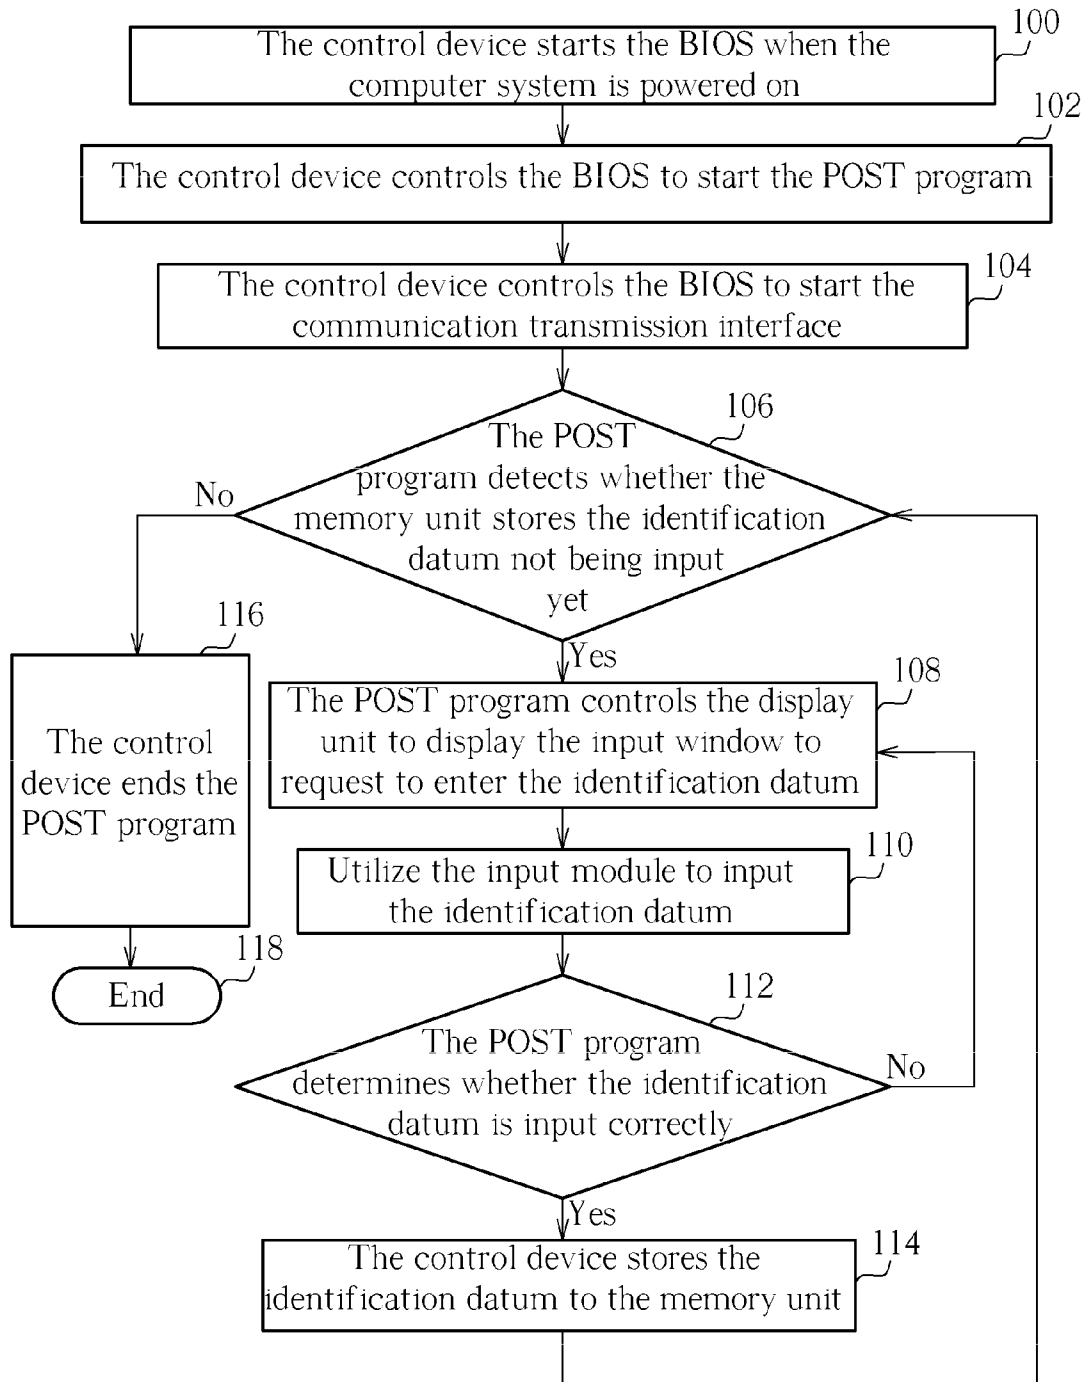 The control device starts the BIOS when the
computer system is powered on
100
The control device controls the BIOS to start the POST program
102
The control device controls the BIOS to start the
communication transmission interface
104
The POST
program detects whether the
memory unit stores the identification
datum not being input
yet
106
No
Yes
116
The control
device ends the
POST program
108
The POST program controls the display
unit to display the input window to
request to enter the identification datum
110
Utilize the input module to input
the identification datum
118
End
112
The POST program
determines whether the identification
datum is input correctly
No
Yes
The control device stores the
identification datum to the memory unit
114